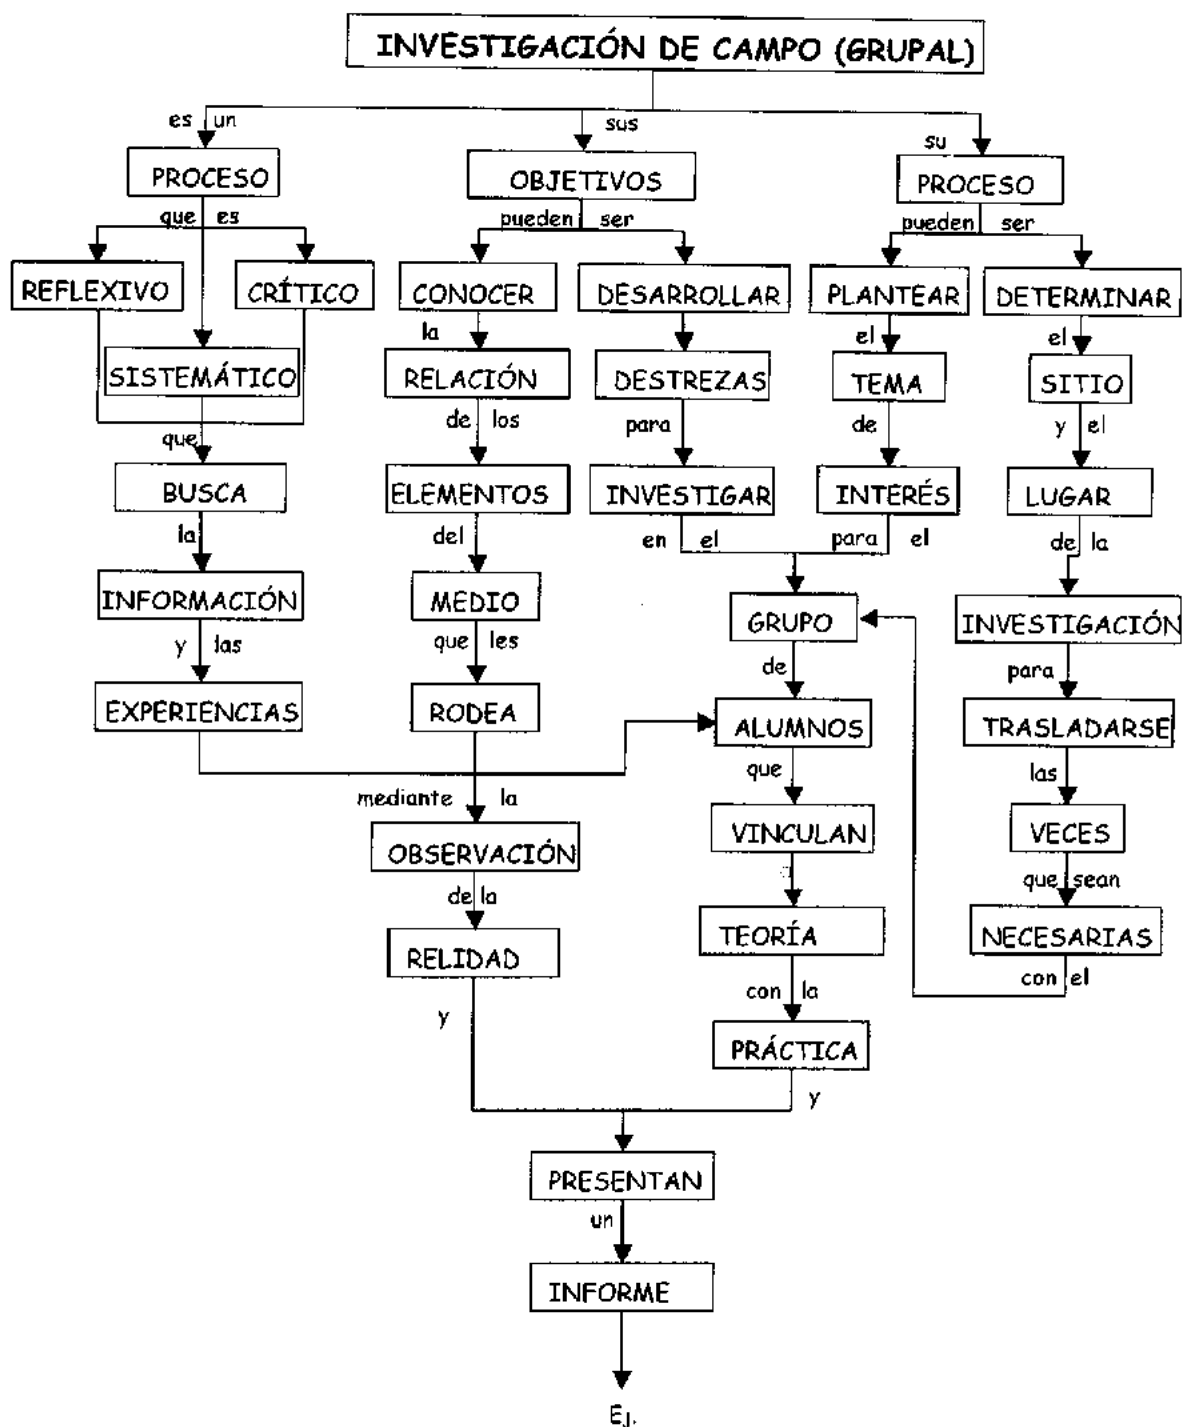 INVESTIGACIÓN DE CAMPO (GRUPAL)
es un
sus
su
PROCESO
OBJETIVOS
PROCESO
que es
pueden ser
pueden ser
REFLEXIVO
CRÍTICO
CONOCER
DESARROLLAR
PLANTEAR
DETERMINAR
la
el
el
SISTEMÁTICO
RELACIÓN
DESTREZAS
TEMA
SITIO
que
de los
para
de
y el
BUSCA
ELEMENTOS
INVESTIGAR
INTERÉS
LUGAR
la
del
en el
para el
de la
INFORMACIÓN
MEDIO
GRUPO
INVESTIGACIÓN
y las
que les
de
para
EXPERIENCIAS
RODEA
ALUMNOS
TRASLADARSE
mediante la
que
las
OBSERVACIÓN
VINCULAN
VECES
de la
que sean
RELIDAD
TEORÍA
NECESARIAS
y
con la
con el
PRÁCTICA
y
PRESENTAN
un
INFORME
Ej.